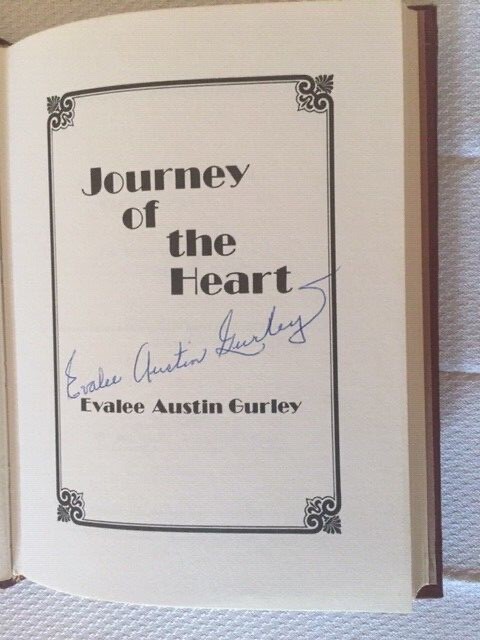 Journey
of
the
Heart
Evalee Austin Gurley
Evalee Austin Gurley